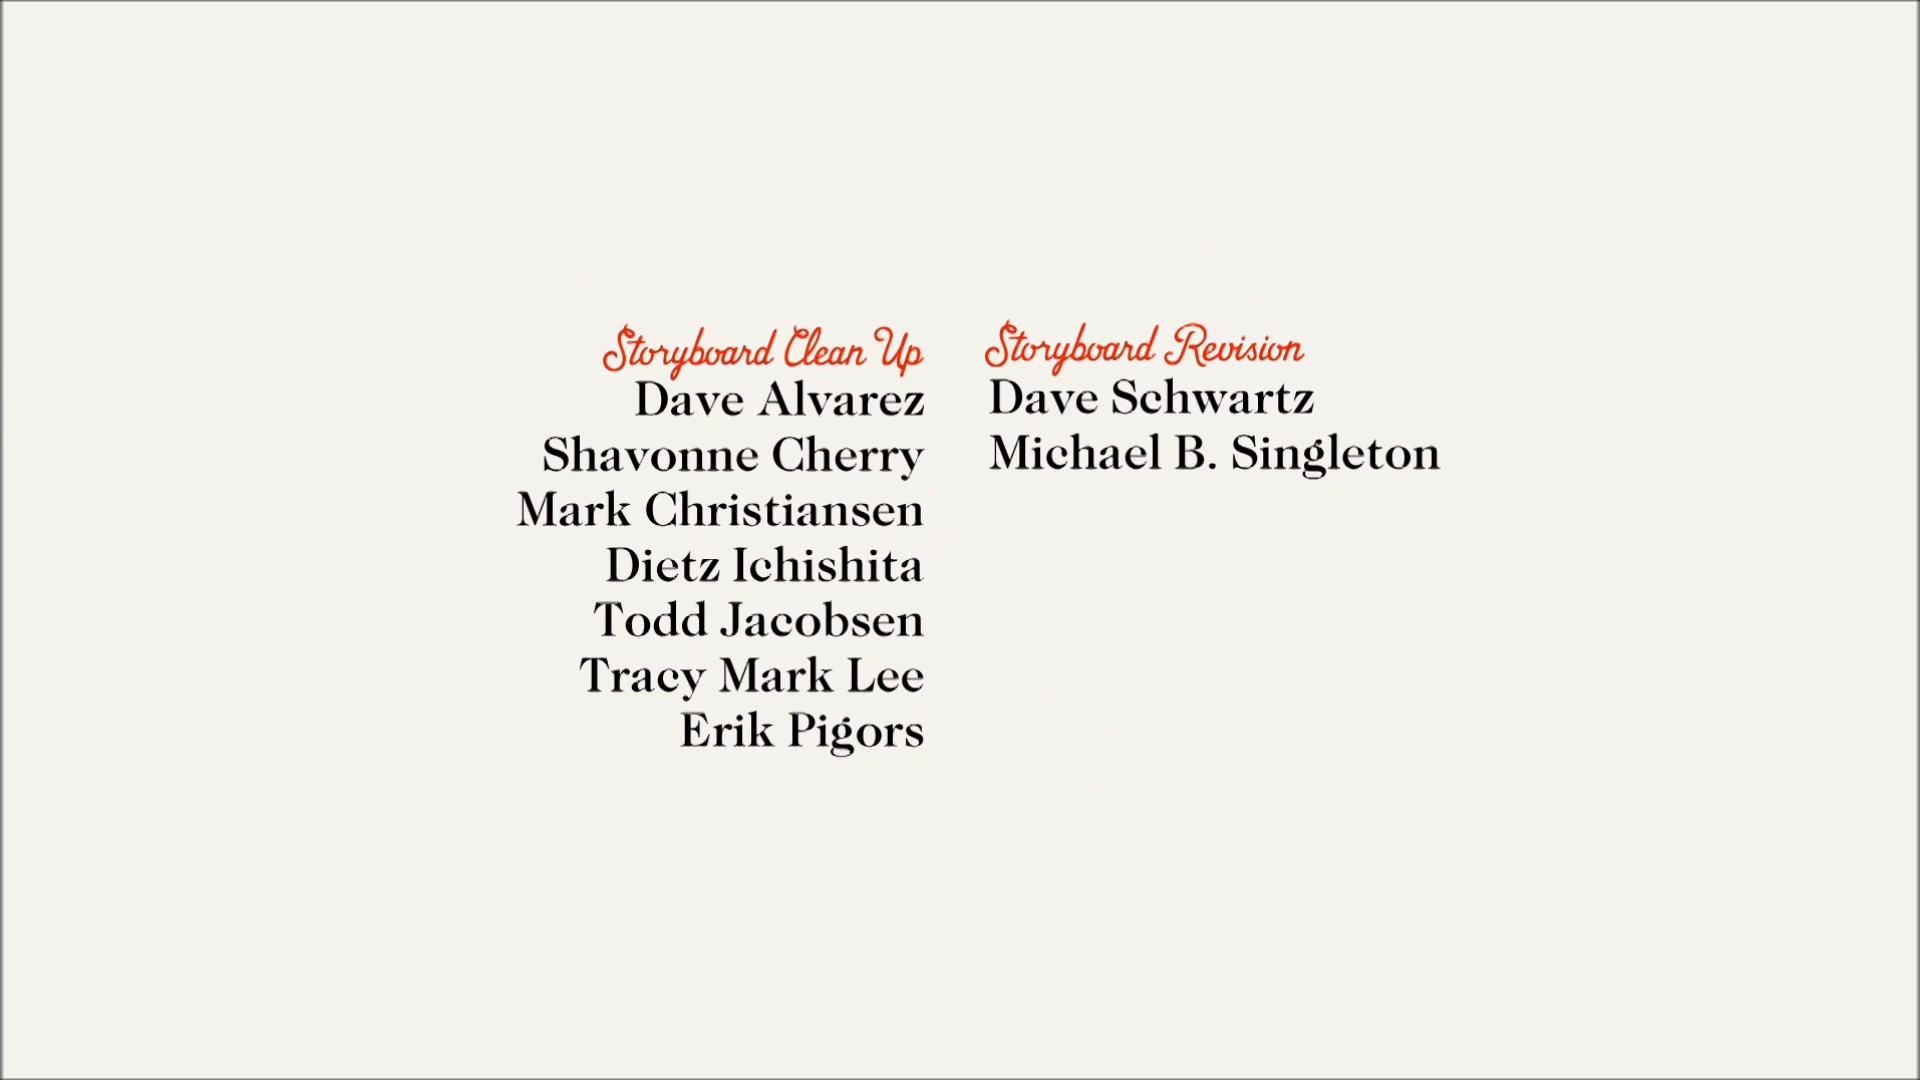 Storyboard Clean Up
Dave Alvarez
Shavonne Cherry
Mark Christiansen
Dietz Ichishita
Todd Jacobsen
Tracy Mark Lee
Erik Pigors
Storyboard Revision
Dave Schwartz
Michael B. Singleton